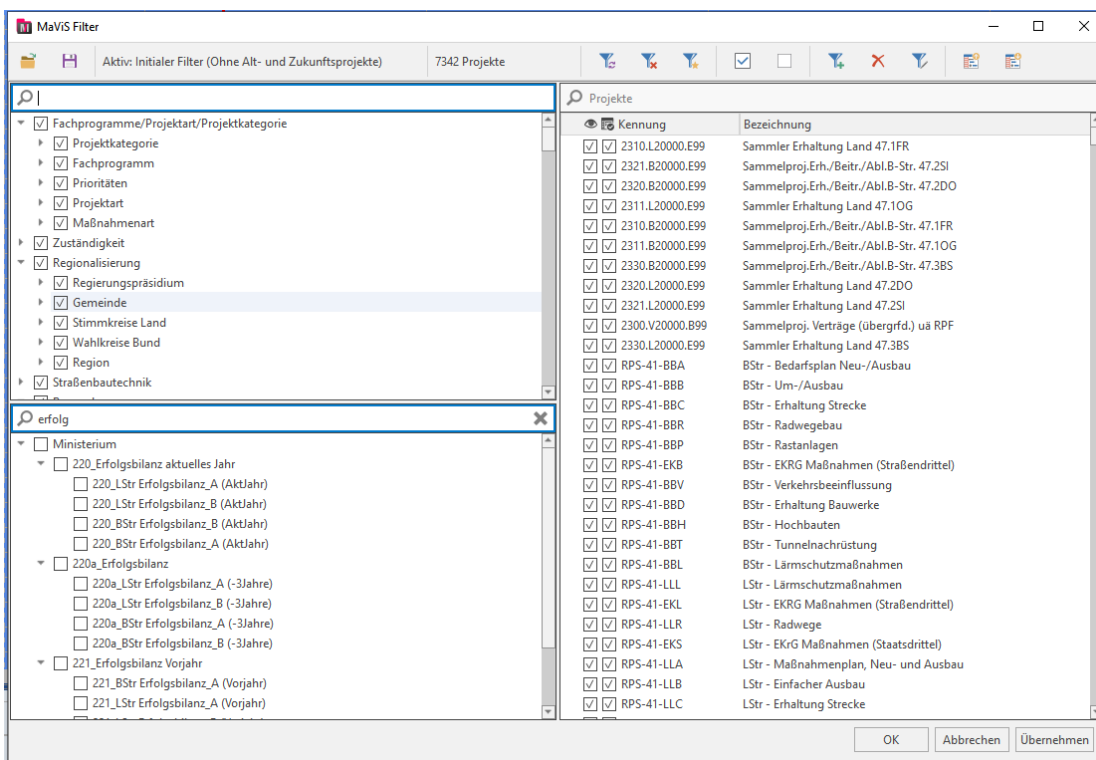 MaViS Filter
Aktiv: Initialer Filter (Ohne Alt- und Zukunftsprojekte) 7342 Projekte
Fachprogramme/Projektart/Projektkategorie
Projektkategorie
Fachprogramm
Prioritäten
Projektart
Maßnahmenart
Zuständigkeit
Regionalisierung
Regierungspräsidium
Gemeinde
Stimmkreise Land
Wahlkreise Bund
Region
Straßenbautechnik
erfolg
Ministerium
220_Erfolgsbilanz aktuelles Jahr
220_LStr Erfolgsbilanz_A (AktJahr)
220_LStr Erfolgsbilanz_B (AktJahr)
220_BStr Erfolgsbilanz_B (AktJahr)
220_BStr Erfolgsbilanz_A (AktJahr)
220a_Erfolgsbilanz
220a_LStr Erfolgsbilanz_A (-3Jahre)
220a_LStr Erfolgsbilanz_B (-3Jahre)
220a_BStr Erfolgsbilanz_A (-3Jahre)
220a_BStr Erfolgsbilanz_B (-3Jahre)
221_Erfolgsbilanz Vorjahr
221_BStr Erfolgsbilanz_A (Vorjahr)
221_LStr Erfolgsbilanz_A (Vorjahr)
Projekte
Kennung Bezeichnung
2310.L20000.E99 Sammler Erhaltung Land 47.1FR
2321.B20000.E99 Sammelproj.Erh./Beitr./Abl.B-Str. 47.2SI
2320.B20000.E99 Sammelproj.Erh./Beitr./Abl.B-Str. 47.2DO
2311.L20000.E99 Sammler Erhaltung Land 47.1OG
2310.B20000.E99 Sammelproj.Erh./Beitr./Abl.B-Str. 47.1FR
2311.B20000.E99 Sammelproj.Erh./Beitr./Abl.B-Str. 47.1OG
2330.B20000.E99 Sammelproj.Erh./Beitr./Abl.B-Str. 47.3BS
2320.L20000.E99 Sammler Erhaltung Land 47.2DO
2321.L20000.E99 Sammler Erhaltung Land 47.2SI
2300.V20000.B99 Sammelproj. Verträge (übergrfd.) uä RPF
2330.L20000.E99 Sammler Erhaltung Land 47.3BS
RPS-41-BBA BStr - Bedarfsplan Neu-/Ausbau
RPS-41-BBB BStr - Um-/Ausbau
RPS-41-BBC BStr - Erhaltung Strecke
RPS-41-BBR BStr - Radwegebau
RPS-41-BBP BStr - Rastanlagen
RPS-41-EKB BStr - EKRG Maßnahmen (Straßendrittel)
RPS-41-BBV BStr - Verkehrsbeeinflussung
RPS-41-BBD BStr - Erhaltung Bauwerke
RPS-41-BBH BStr - Hochbauten
RPS-41-BBT BStr - Tunnelnachrüstung
RPS-41-BBL BStr - Lärmschutzmaßnahmen
RPS-41-LLL LStr - Lärmschutzmaßnahmen
RPS-41-EKL LStr - EKRG Maßnahmen (Straßendrittel)
RPS-41-LLR LStr - Radwege
RPS-41-EKS LStr - EKrG Maßnahmen (Staatsdrittel)
RPS-41-LLA LStr - Maßnahmenplan, Neu- und Ausbau
RPS-41-LLB LStr - Einfacher Ausbau
RPS-41-LLC LStr - Erhaltung Strecke
OK Abbrechen Übernehmen